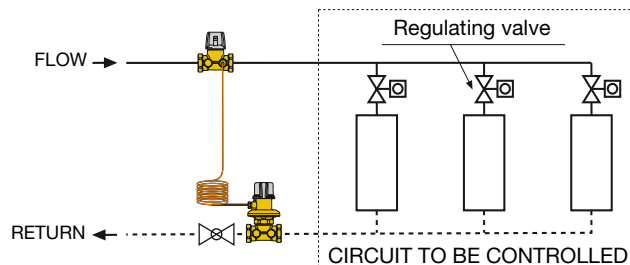 Regulating valve
FLOW
RETURN
CIRCUIT TO BE CONTROLLED